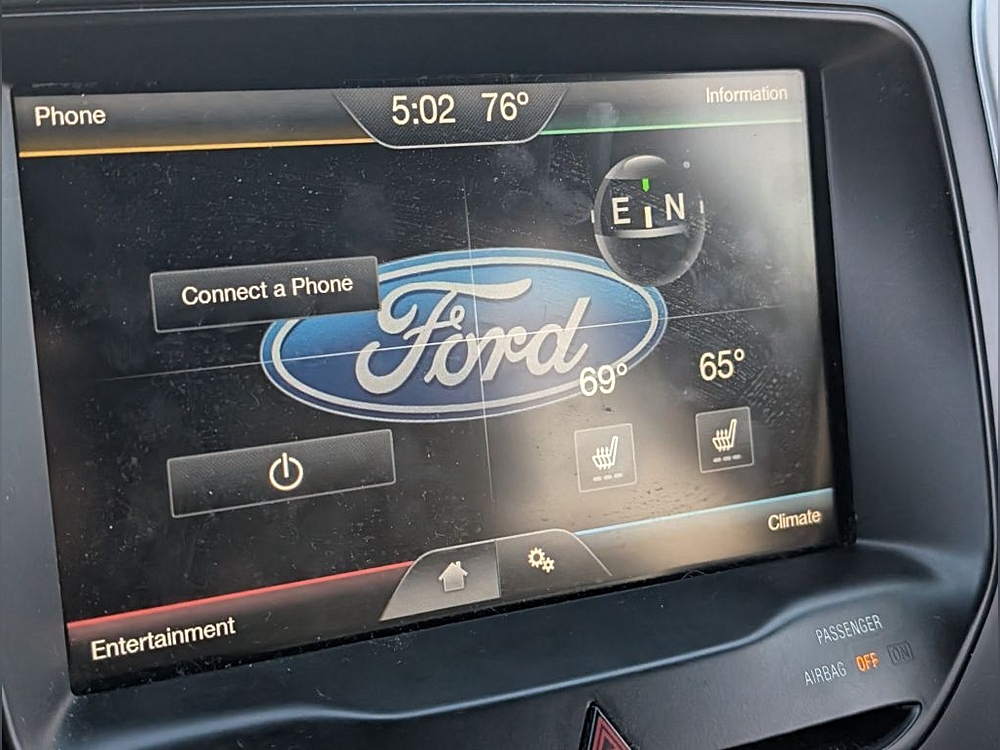 Phone
5:02 76°
Information
E N
Connect a Phone
Ford
69°
65°
Climate
Entertainment
PASSENGER
AIRBAG OFF ON